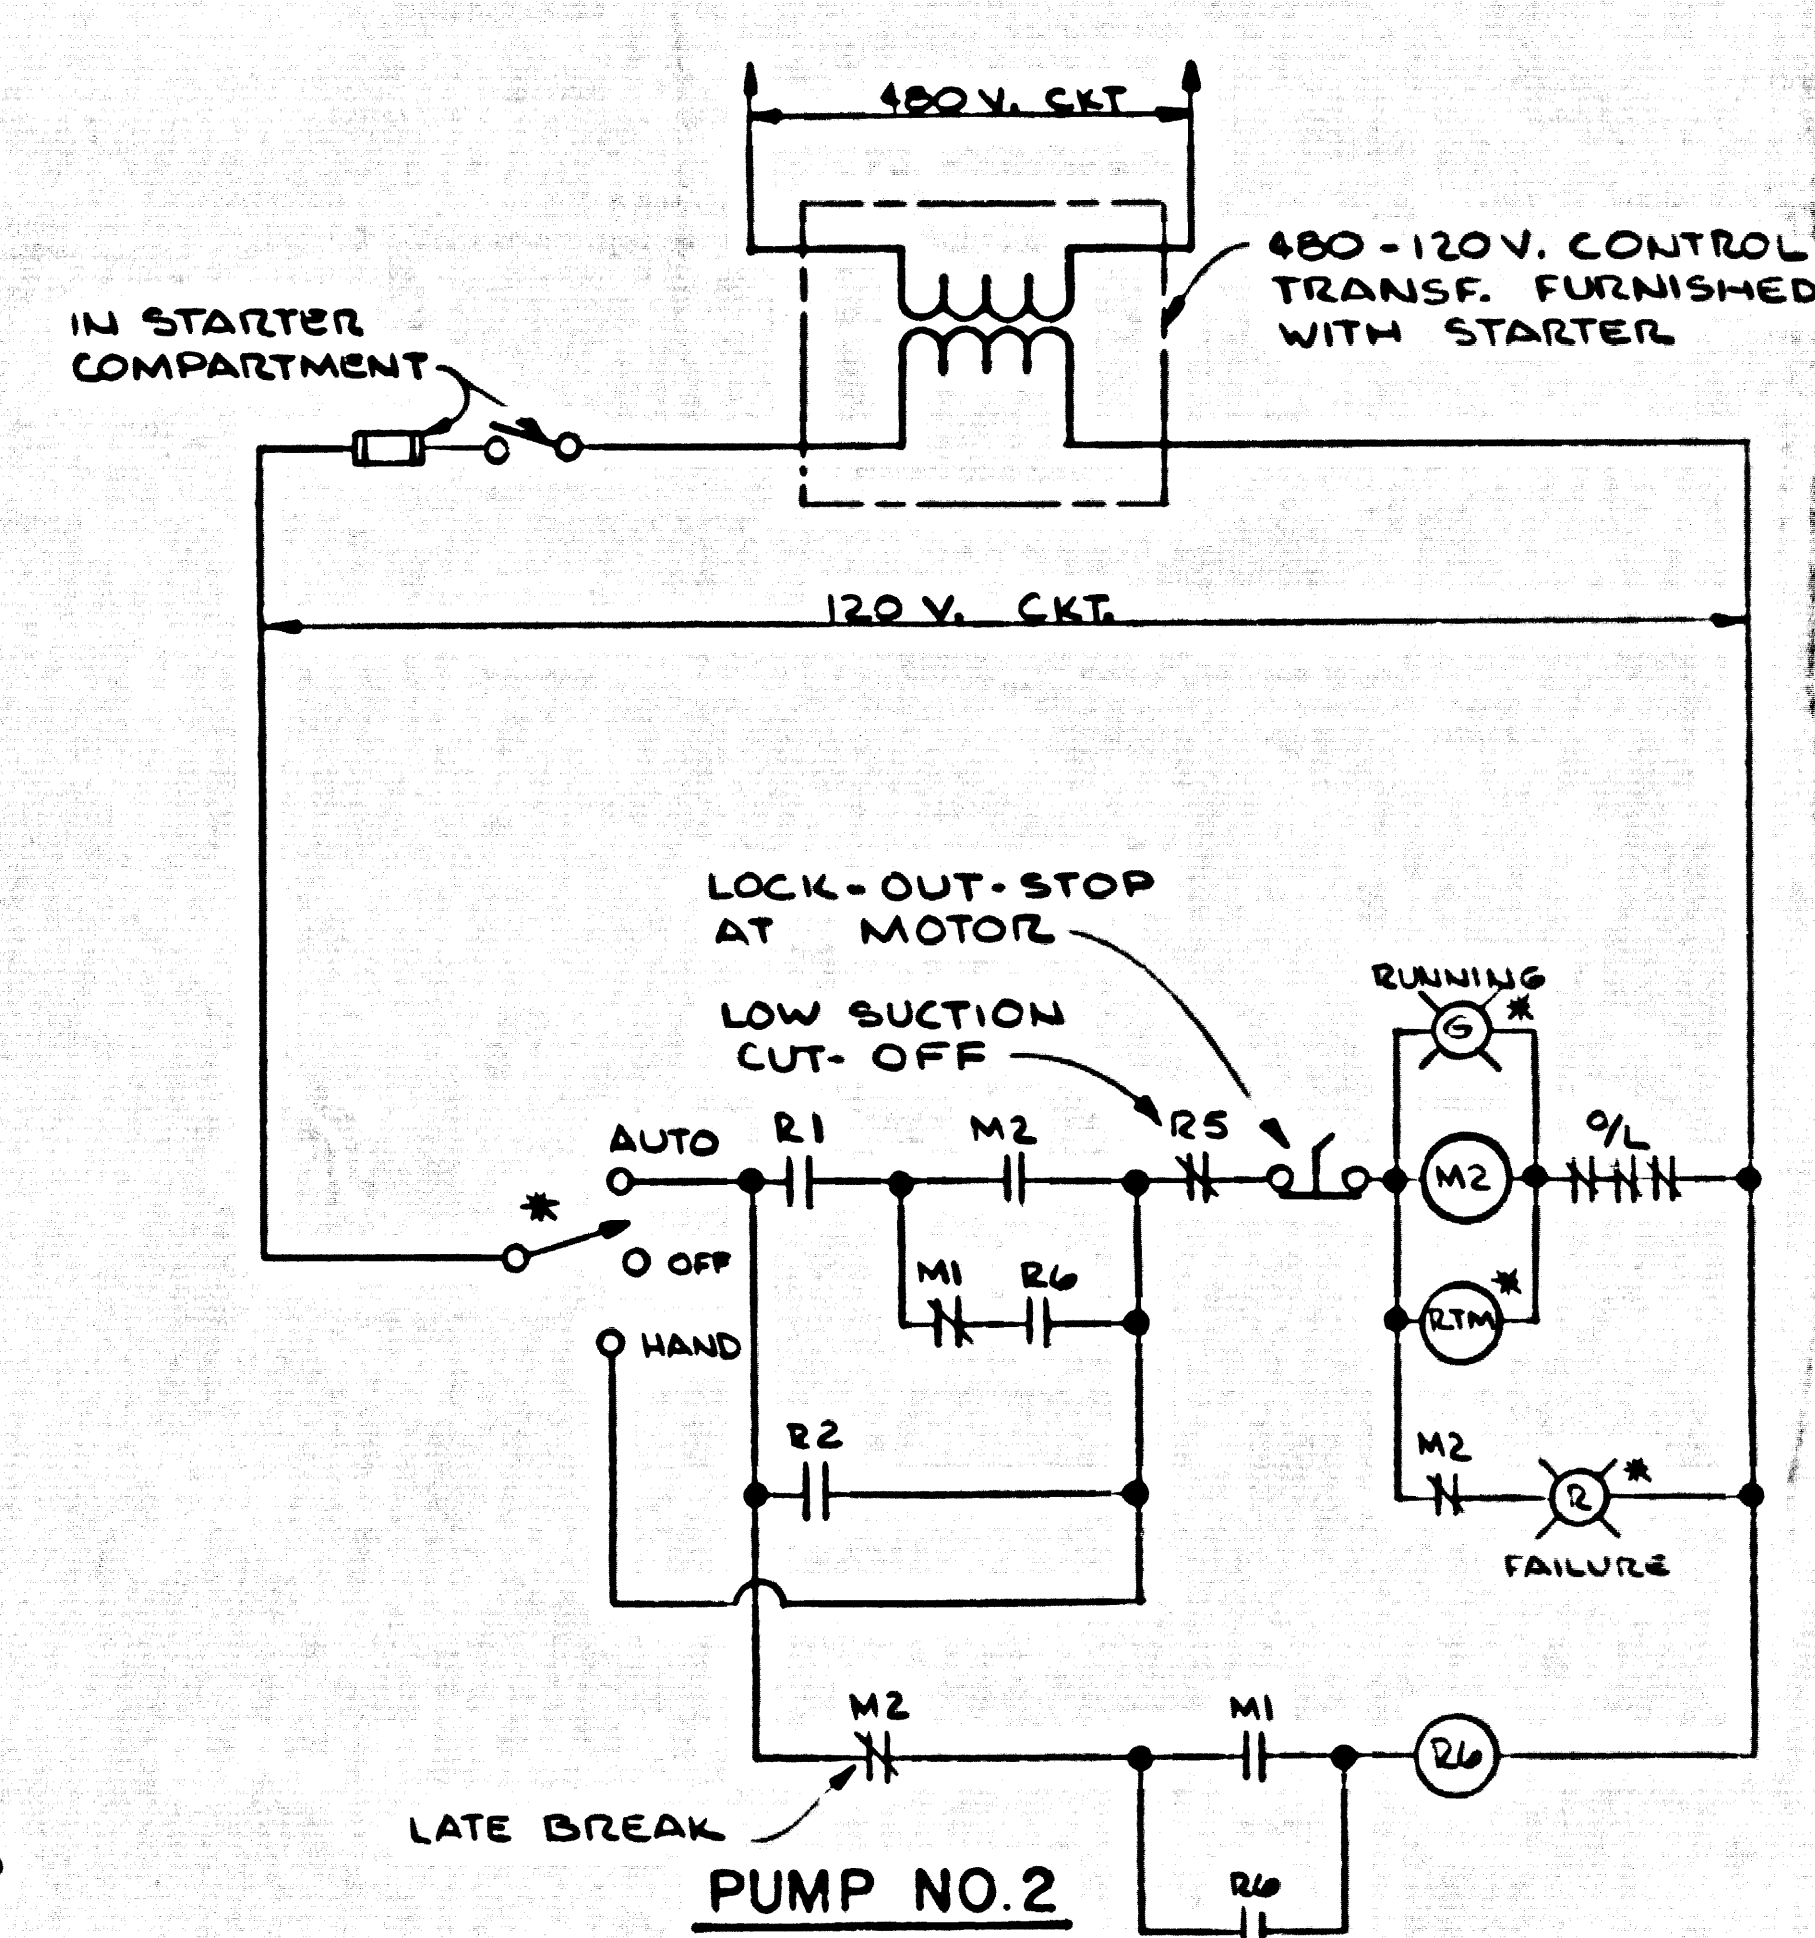 480 V. CKT
480-120V. CONTROL
TRANSF. FURNISHED
WITH STARTER
IN STARTER
COMPARTMENT
120 V. CKT.
LOCK-OUT-STOP
AT MOTOR
LOW SUCTION
CUT-OFF
RUNNING
G *
AUTO
R1
M2
R5
O/L
M2
*
OFF
M1
R6
RTM *
HAND
R2
M2
R *
FAILURE
M2
M1
R6
LATE BREAK
R6
PUMP NO.2